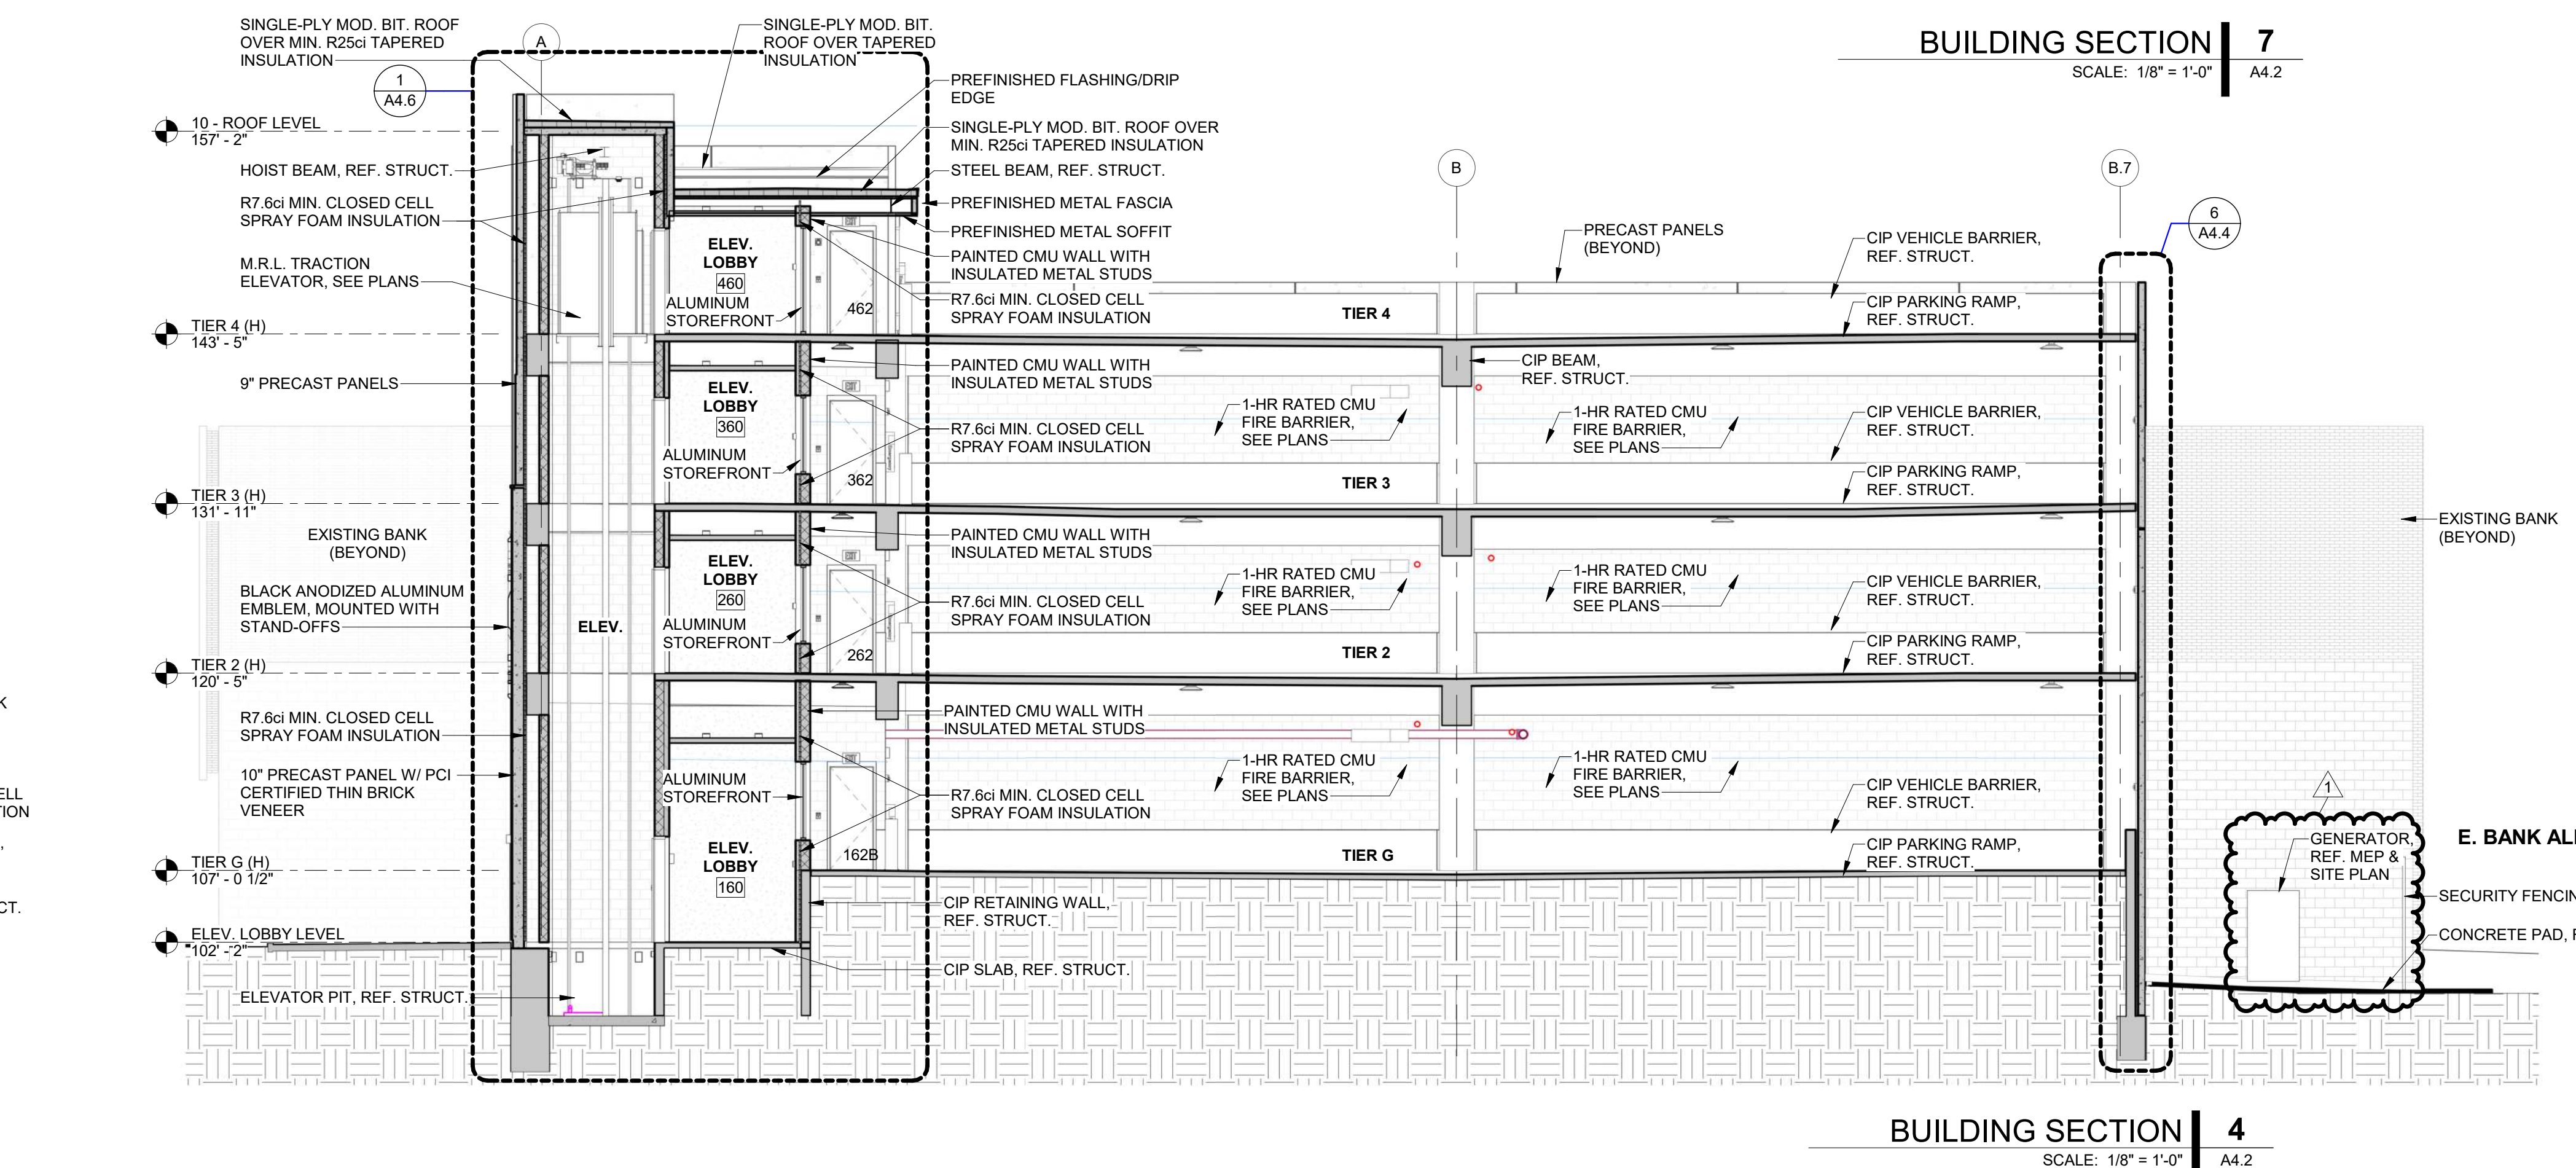 BUILDING SECTION
7
SCALE: 1/8" = 1'-0"
A4.2
SINGLE-PLY MOD. BIT. ROOF
OVER MIN. R25ci TAPERED
INSULATION
1
A4.6
A
SINGLE-PLY MOD. BIT.
ROOF OVER TAPERED
INSULATION
PREFINISHED FLASHING/DRIP
EDGE
SINGLE-PLY MOD. BIT. ROOF OVER
MIN. R25ci TAPERED INSULATION
STEEL BEAM, REF. STRUCT.
PREFINISHED METAL FASCIA
PREFINISHED METAL SOFFIT
PAINTED CMU WALL WITH
INSULATED METAL STUDS
R7.6ci MIN. CLOSED CELL
SPRAY FOAM INSULATION
10 - ROOF LEVEL
157' - 2"
HOIST BEAM, REF. STRUCT.
R7.6ci MIN. CLOSED CELL
SPRAY FOAM INSULATION
M.R.L. TRACTION
ELEVATOR, SEE PLANS
TIER 4 (H)
143' - 5"
9" PRECAST PANELS
TIER 3 (H)
131' - 11"
EXISTING BANK
(BEYOND)
BLACK ANODIZED ALUMINUM
EMBLEM, MOUNTED WITH
STAND-OFFS
TIER 2 (H)
120' - 5"
R7.6ci MIN. CLOSED CELL
SPRAY FOAM INSULATION
10" PRECAST PANEL W/ PCI
CERTIFIED THIN BRICK
VENEER
TIER G (H)
107' - 0 1/2"
ELEV. LOBBY LEVEL
102' - 2"
ELEVATOR PIT, REF. STRUCT.
K
ELL
TION
,
CT.
ELEV.
ELEV.
LOBBY
460
ALUMINUM
STOREFRONT
462
ELEV.
LOBBY
360
ALUMINUM
STOREFRONT
362
ELEV.
LOBBY
260
ALUMINUM
STOREFRONT
262
ALUMINUM
STOREFRONT
162B
ELEV.
LOBBY
160
EXIT
EXIT
EXIT
EXIT
PAINTED CMU WALL WITH
INSULATED METAL STUDS
R7.6ci MIN. CLOSED CELL
SPRAY FOAM INSULATION
PAINTED CMU WALL WITH
INSULATED METAL STUDS
R7.6ci MIN. CLOSED CELL
SPRAY FOAM INSULATION
PAINTED CMU WALL WITH
INSULATED METAL STUDS
R7.6ci MIN. CLOSED CELL
SPRAY FOAM INSULATION
CIP RETAINING WALL,
REF. STRUCT.
CIP SLAB, REF. STRUCT.
B
B.7
6
A4.4
PRECAST PANELS
(BEYOND)
CIP VEHICLE BARRIER,
REF. STRUCT.
CIP PARKING RAMP,
REF. STRUCT.
TIER 4
CIP BEAM,
REF. STRUCT.
1-HR RATED CMU
FIRE BARRIER,
SEE PLANS
1-HR RATED CMU
FIRE BARRIER,
SEE PLANS
CIP VEHICLE BARRIER,
REF. STRUCT.
CIP PARKING RAMP,
REF. STRUCT.
TIER 3
1-HR RATED CMU
FIRE BARRIER,
SEE PLANS
1-HR RATED CMU
FIRE BARRIER,
SEE PLANS
CIP VEHICLE BARRIER,
REF. STRUCT.
CIP PARKING RAMP,
REF. STRUCT.
TIER 2
1-HR RATED CMU
FIRE BARRIER,
SEE PLANS
1-HR RATED CMU
FIRE BARRIER,
SEE PLANS
CIP VEHICLE BARRIER,
REF. STRUCT.
CIP PARKING RAMP,
REF. STRUCT.
TIER G
EXISTING BANK
(BEYOND)
1
GENERATOR,
REF. MEP &
SITE PLAN
E. BANK ALL
SECURITY FENCIN
CONCRETE PAD, R
BUILDING SECTION
4
SCALE: 1/8" = 1'-0"
A4.2